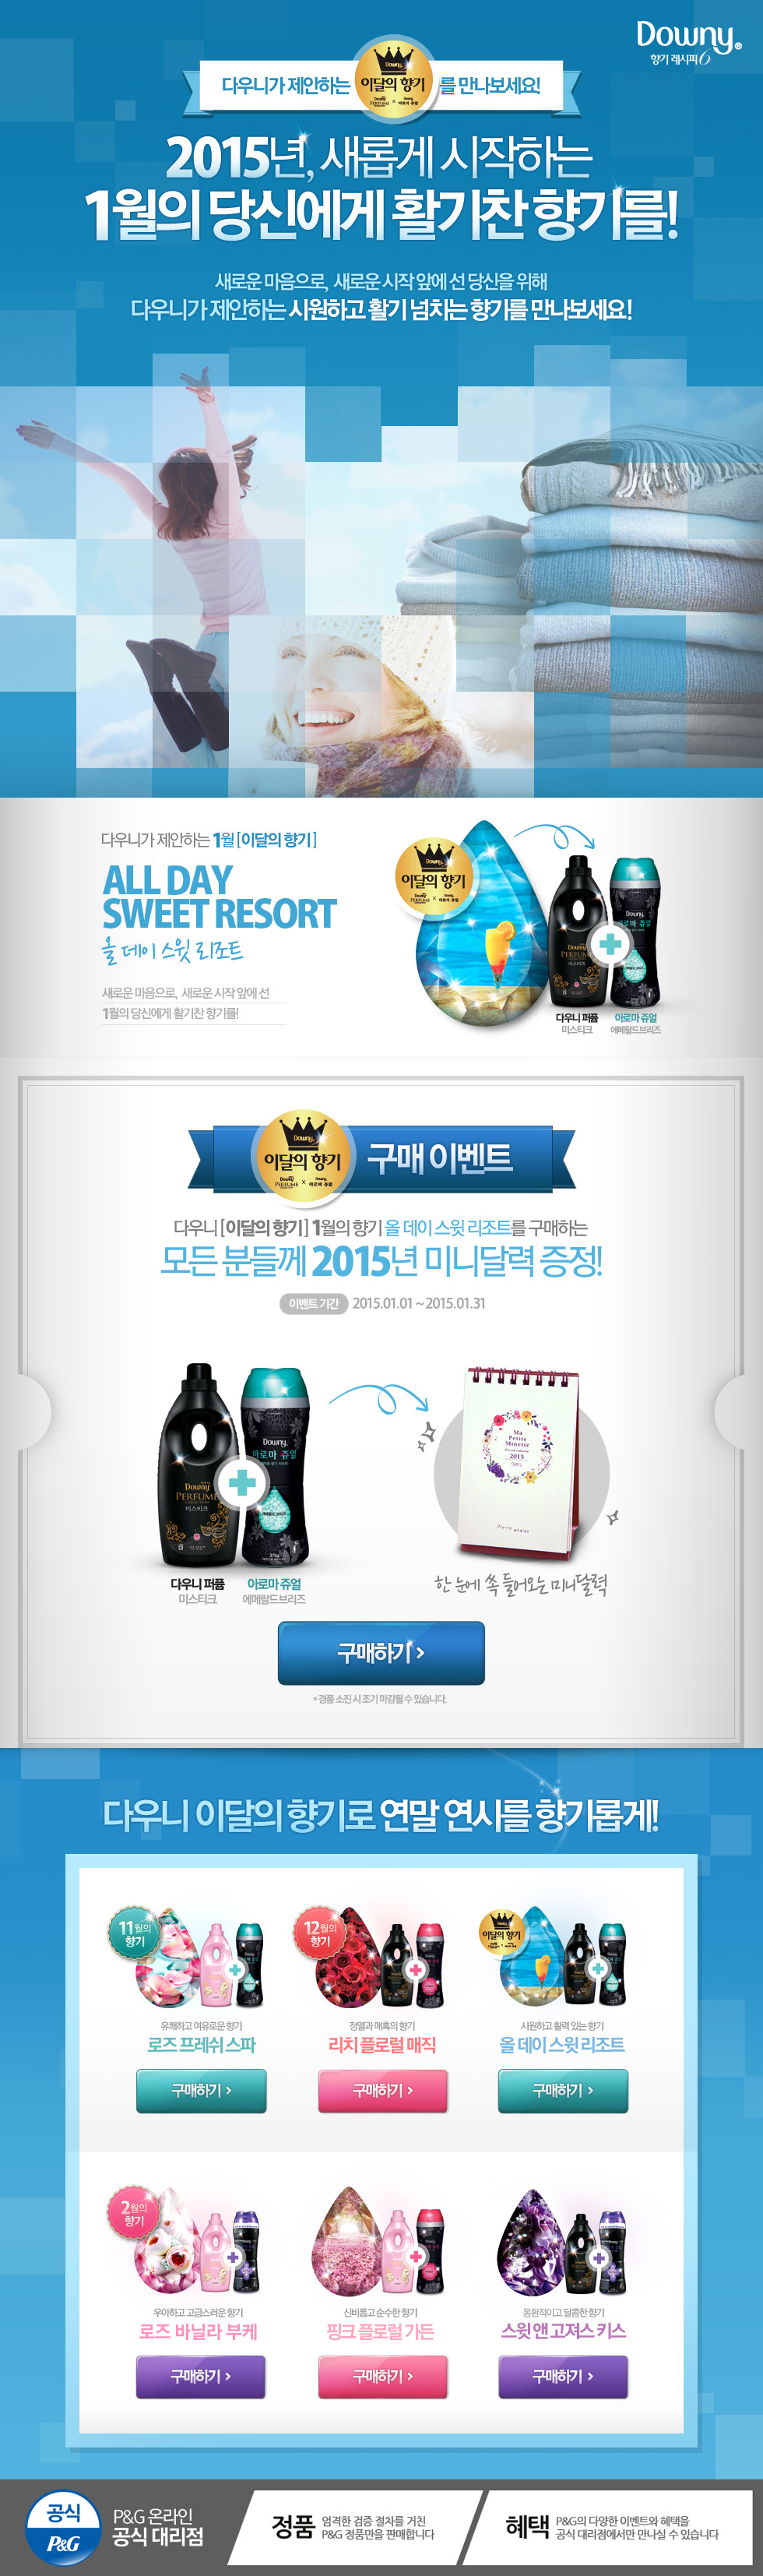 Downy®
향기 레시피 6
다우니가 제안하는 이달의 향기 를 만나보세요!
2015년, 새롭게 시작하는
1월의 당신에게 활기찬 향기를!
새로운 마음으로, 새로운 시작 앞에 선 당신을 위해
다우니가 제안하는 시원하고 활기 넘치는 향기를 만나보세요!
다우니가 제안하는 1월 [이달의 향기]
ALL DAY
SWEET RESORT
올 데이 스윗 리조트
새로운 마음으로, 새로운 시작 앞에 선
1월의 당신에게 활기찬 향기를!
Downy
이달의 향기
다우니 퍼퓸
미스티크
아로마 쥬얼
에메랄드브리즈
Downy
이달의 향기
구매 이벤트
다우니 [이달의 향기] 1월의 향기 올 데이 스윗 리조트를 구매하는
모든 분들께 2015년 미니달력 증정!
이벤트 기간 2015.01.01 ~ 2015.01.31
Downy
PERFUME
COLLECTION
미스티크
Downy
아로마 쥬얼
Ma
Petite
Minette
2015
다우니 퍼퓸
미스티크
아로마 쥬얼
에메랄드브리즈
한 눈에 쏙 들어오는 미니달력
구매하기 >
* 경품 소진 시 조기 마감될 수 있습니다.
다우니 이달의 향기로 연말 연시를 향기롭게!
11월의
향기
유쾌하고 여유로운 향기
로즈 프레쉬 스파
구매하기 >
12월의
향기
정열과 매혹의 향기
리치 플로럴 매직
구매하기 >
이달의 향기
시원하고 활력 있는 향기
올 데이 스윗 리조트
구매하기 >
2월의
향기
우아하고 고급스러운 향기
로즈 바닐라 부케
구매하기 >
신비롭고 순수한 향기
핑크 플로럴 가든
구매하기 >
몽환적이고 달콤한 향기
스윗 앤 고져스 키스
구매하기 >
공식
P&G
P&G 온라인
공식 대리점
정품
엄격한 검증 절차를 거친
P&G 정품만을 판매합니다
혜택
P&G의 다양한 이벤트와 혜택을
공식 대리점에서만 만나실 수 있습니다